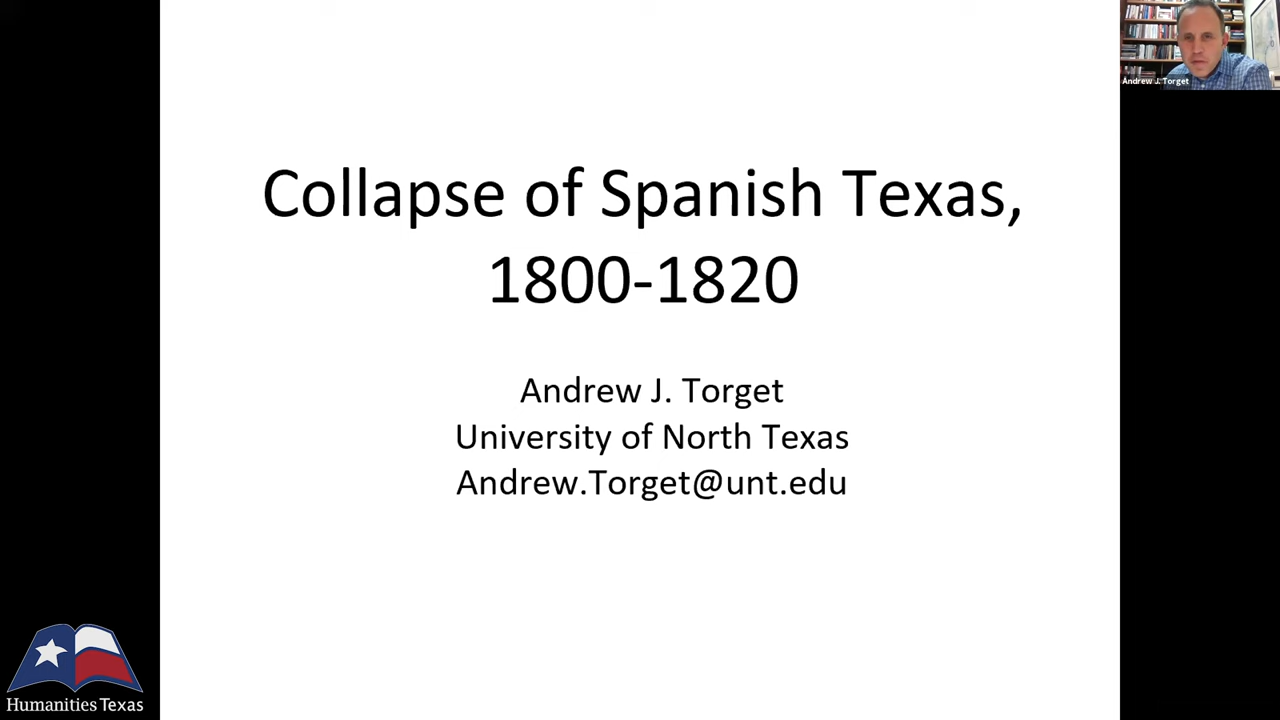 Collapse of Spanish Texas,
1800-1820
Andrew J. Torget
University of North Texas
Andrew.Torget@unt.edu
Andrew J. Torget
Humanities Texas